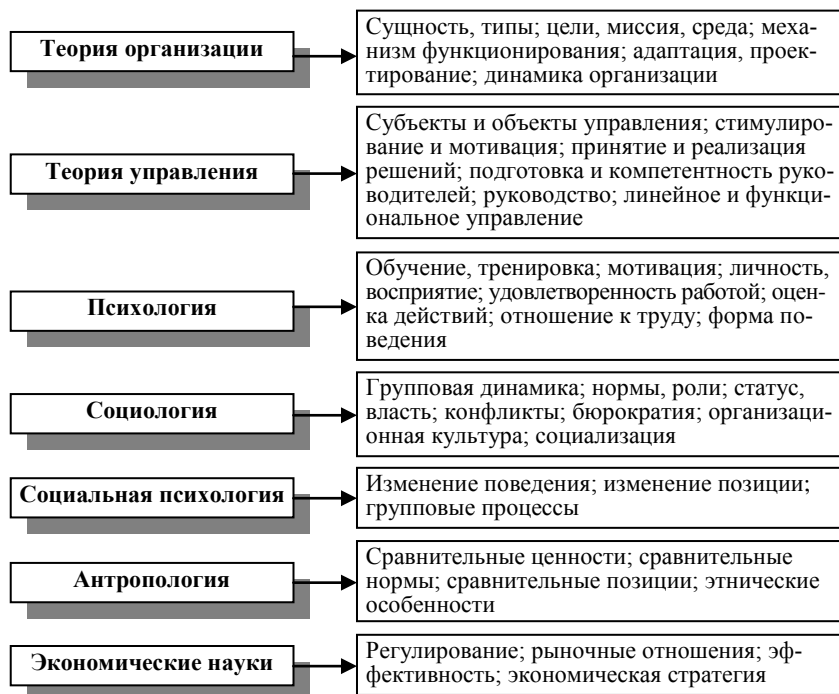 Теория организации
Сущность, типы; цели, миссия, среда; меха-
низм функционирования; адаптация, проек-
тирование; динамика организации
Теория управления
Субъекты и объекты управления; стимулиро-
вание и мотивация; принятие и реализация
решений; подготовка и компетентность руко-
водителей; руководство; линейное и функци-
ональное управление
Психология
Обучение, тренировка; мотивация; личность,
восприятие; удовлетворенность работой; оцен-
ка действий; отношение к труду; форма по-
ведения
Социология
Групповая динамика; нормы, роли; статус,
власть; конфликты; бюрократия; организаци-
онная культура; социализация
Социальная психология
Изменение поведения; изменение позиции;
групповые процессы
Антропология
Сравнительные ценности; сравнительные
нормы; сравнительные позиции; этнические
особенности
Экономические науки
Регулирование; рыночные отношения; эф-
фективность; экономическая стратегия